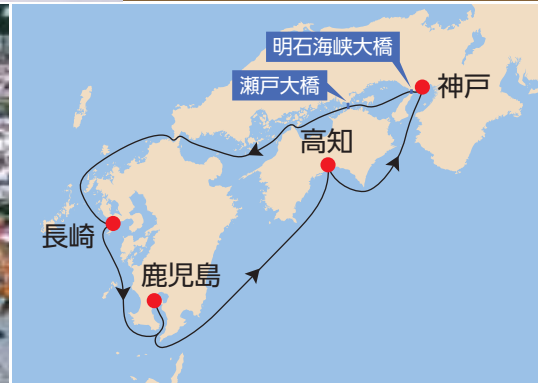 明石海峡大橋
瀬戸大橋
神戸
高知
長崎
鹿児島